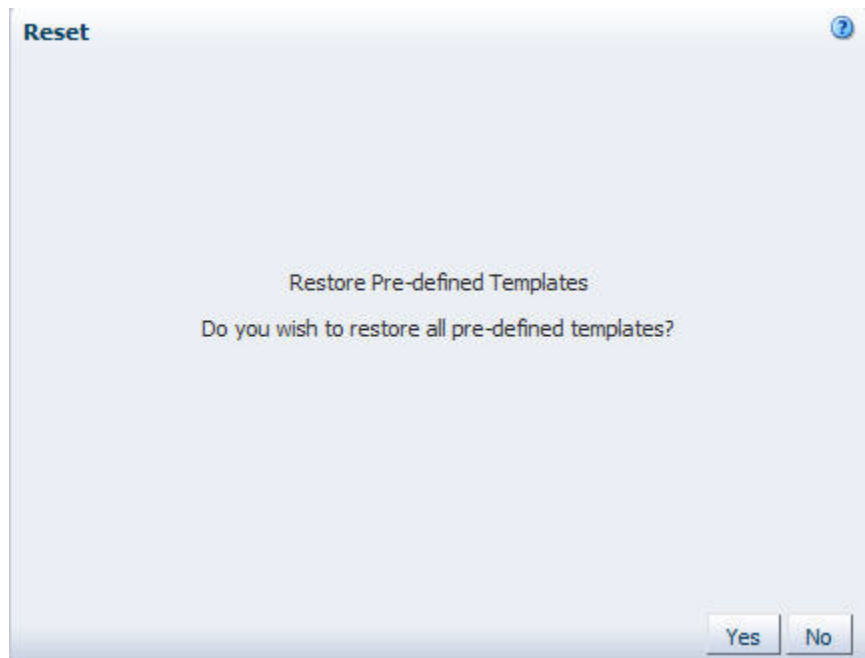 Reset
?
Restore Pre-defined Templates
Do you wish to restore all pre-defined templates?
Yes
No